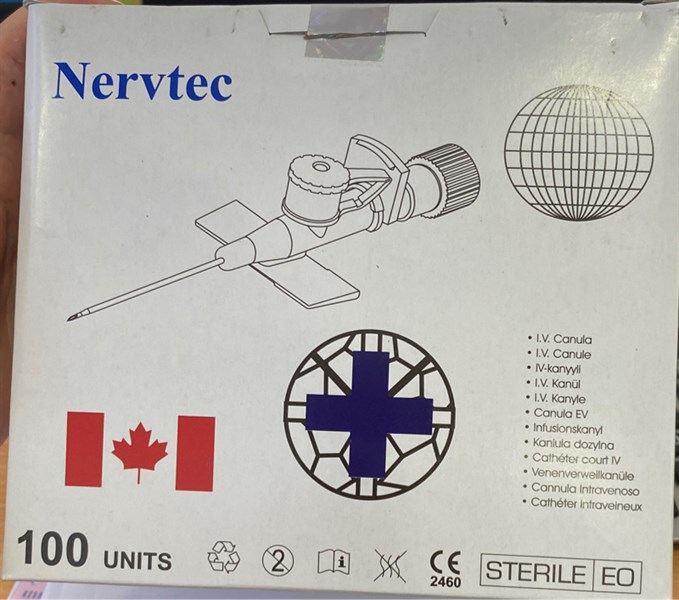 Nervtec
• I.V. Canula
• I.V. Canule
• IV-kanyyli
• I.V. Kanül
• I.V. Kanyle
• Canula EV
• Infusionskanyl
• Kaniula dozylna
• Cathéter court IV
• Venenverweilkanüle
• Cannula Intravenoso
• Cathéter intraveineux
100 UNITS
2
i
CE
2460
STERILE EO